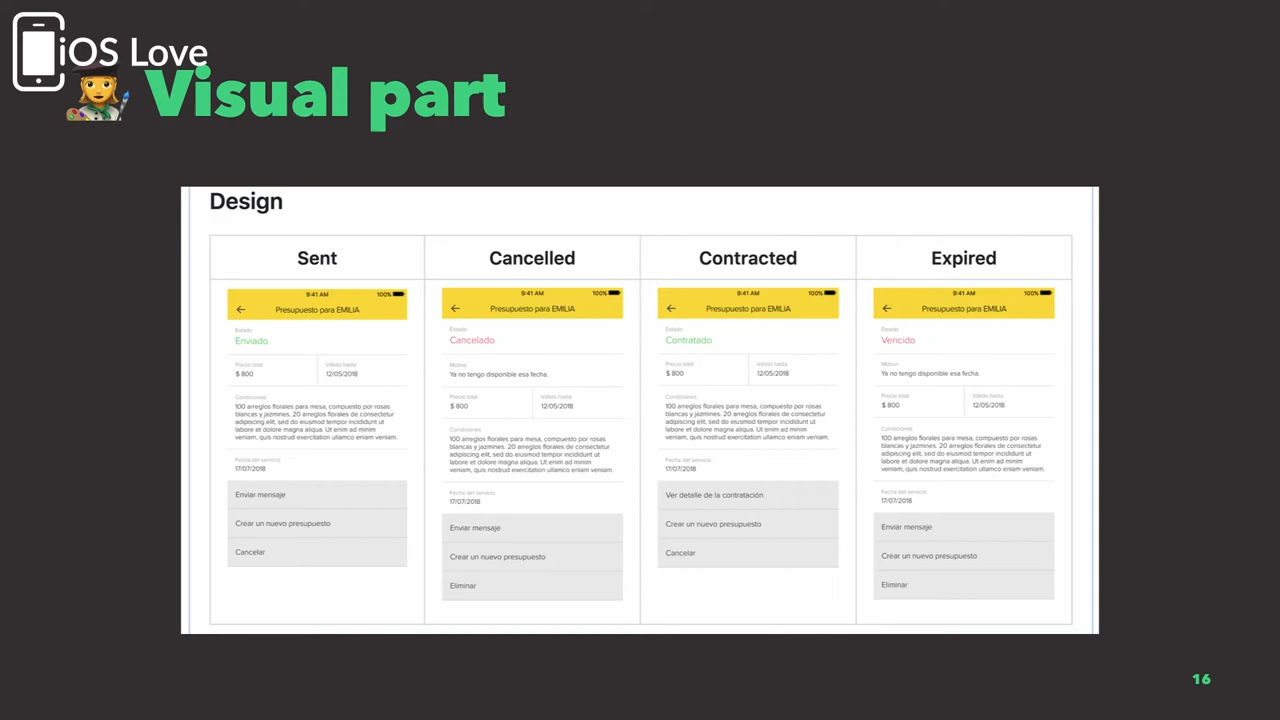 iOS Love
Visual part
Design
Sent
Cancelled
Contracted
Expired
9:41 AM 100%
Presupuesto para EMILIA
Estado
Enviado
Precio total
$ 800
Válido hasta
12/05/2018
Condiciones
100 arreglos florales para mesa, compuesto por rosas
blancas y jazmines. 20 arreglos florales de consectetur
adipiscing elit, sed do eiusmod tempor incididunt ut
labore et dolore magna aliqua. Ut enim ad minim
veniam, quis nostrud exercitation ullamco enim veniam.
Fecha del servicio
17/07/2018
Enviar mensaje
Crear un nuevo presupuesto
Cancelar
9:41 AM 100%
Presupuesto para EMILIA
Estado
Cancelado
Motivo
Ya no tengo disponible esa fecha.
Precio total
$ 800
Válido hasta
12/05/2018
Condiciones
100 arreglos florales para mesa, compuesto por rosas
blancas y jazmines. 20 arreglos florales de consectetur
adipiscing elit, sed do eiusmod tempor incididunt ut
labore et dolore magna aliqua. Ut enim ad minim
veniam, quis nostrud exercitation ullamco enim veniam.
Fecha del servicio
17/07/2018
Enviar mensaje
Crear un nuevo presupuesto
Eliminar
9:41 AM 100%
Presupuesto para EMILIA
Estado
Contratado
Precio total
$ 800
Válido hasta
12/05/2018
Condiciones
100 arreglos florales para mesa, compuesto por rosas
blancas y jazmines. 20 arreglos florales de consectetur
adipiscing elit, sed do eiusmod tempor incididunt ut
labore et dolore magna aliqua. Ut enim ad minim
veniam, quis nostrud exercitation ullamco enim veniam.
Fecha del servicio
17/07/2018
Ver detalle de la contratación
Crear un nuevo presupuesto
Cancelar
9:41 AM 100%
Presupuesto para EMILIA
Estado
Vencido
Motivo
Ya no tengo disponible esa fecha.
Precio total
$ 800
Válido hasta
12/05/2018
Condiciones
100 arreglos florales para mesa, compuesto por rosas
blancas y jazmines. 20 arreglos florales de consectetur
adipiscing elit, sed do eiusmod tempor incididunt ut
labore et dolore magna aliqua. Ut enim ad minim
veniam, quis nostrud exercitation ullamco eniam veniam.
Fecha del servicio
17/07/2018
Enviar mensaje
Crear un nuevo presupuesto
Eliminar
16